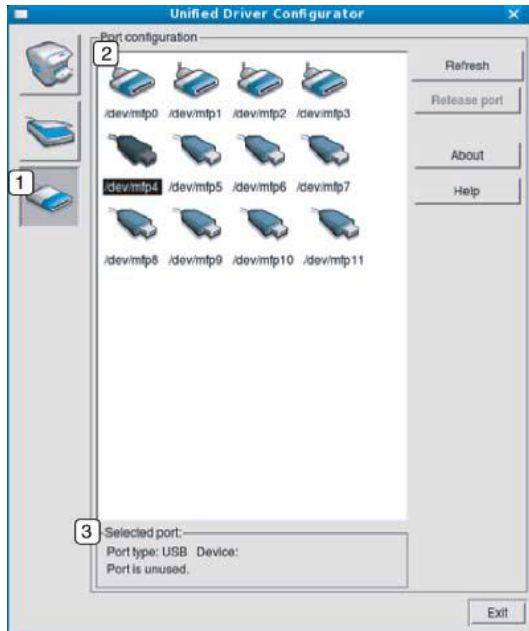 Unified Driver Configurator
Port configuration
2
/dev/mfp0 /dev/mfp1 /dev/mfp2 /dev/mfp3
/dev/mfp4 /dev/mfp5 /dev/mfp6 /dev/mfp7
/dev/mfp8 /dev/mfp9 /dev/mfp10 /dev/mfp11
Refresh
Release port
About
Help
1
3
Selected port:
Port type: USB Device:
Port is unused.
Exit